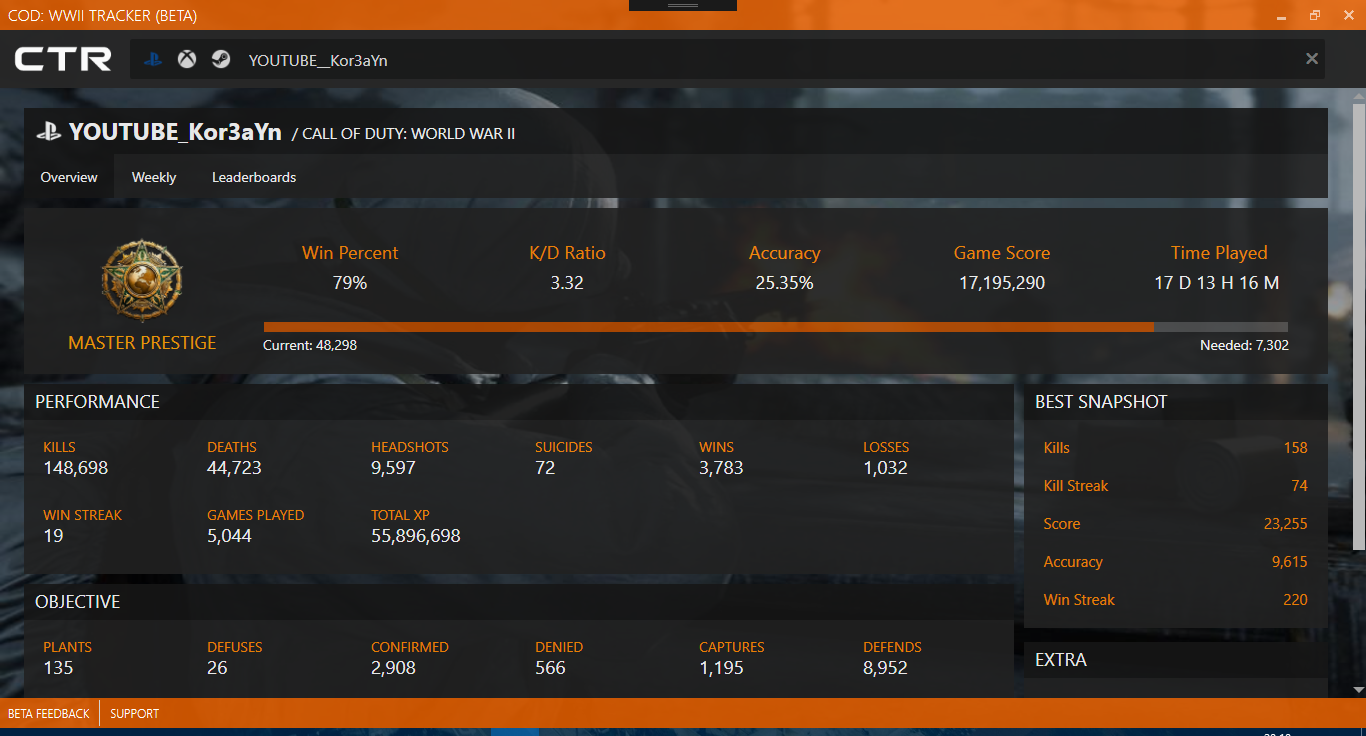 COD: WWII TRACKER (BETA)
CTR YOUTUBE__Kor3aYn
YOUTUBE_Kor3aYn / CALL OF DUTY: WORLD WAR II
Overview Weekly Leaderboards
Win Percent K/D Ratio Accuracy Game Score Time Played
79% 3.32 25.35% 17,195,290 17 D 13 H 16 M
MASTER PRESTIGE
Current: 48,298 Needed: 7,302
PERFORMANCE
KILLS DEATHS HEADSHOTS SUICIDES WINS LOSSES
148,698 44,723 9,597 72 3,783 1,032
WIN STREAK GAMES PLAYED TOTAL XP
19 5,044 55,896,698
OBJECTIVE
PLANTS DEFUSES CONFIRMED DENIED CAPTURES DEFENDS
135 26 2,908 566 1,195 8,952
BEST SNAPSHOT
Kills 158
Kill Streak 74
Score 23,255
Accuracy 9,615
Win Streak 220
EXTRA
BETA FEEDBACK SUPPORT